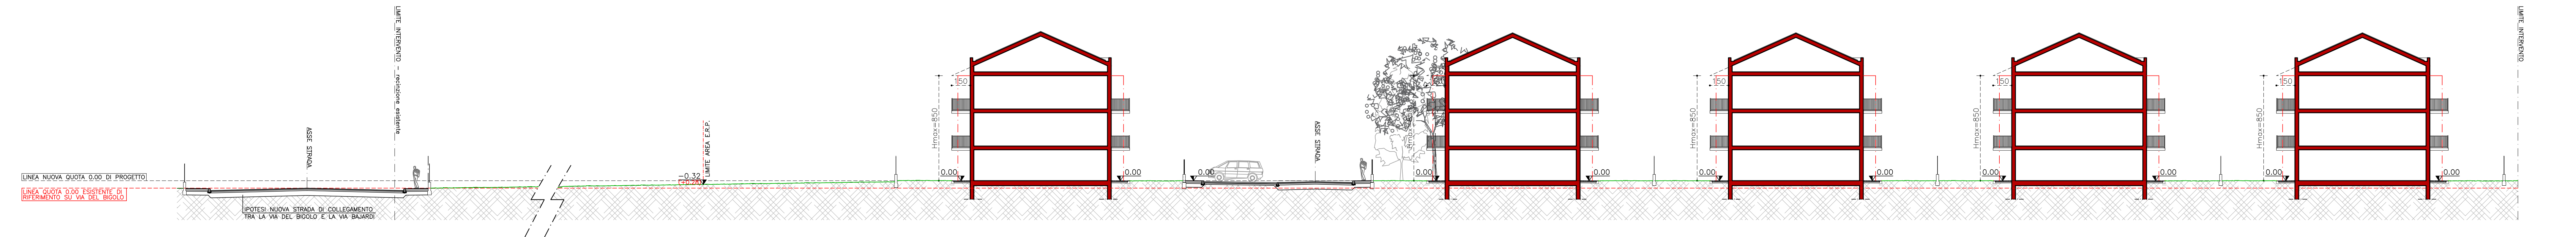 LINEA NUOVA QUOTA 0.00 DI PROGETTO
LINEA QUOTA 0.00 ESISTENTE DI
RIFERIMENTO SU VIA DEL BIGOLO
IPOTESI NUOVA STRADA DI COLLEGAMENTO
TRA LA VIA DEL BIGOLO E LA VIA BAJARDI
ASSE STRADA
LIMITE INTERVENTO - recinzione esistente
-0.32
LIMITE AREA E.R.P.
Hmax=850
150
0.00
0.00
0.00
ASSE STRADA
Hmax=850
150
0.00
0.00
Hmax=850
150
0.00
0.00
Hmax=850
150
0.00
0.00
Hmax=850
150
0.00
0.00
LIMITE INTERVENTO